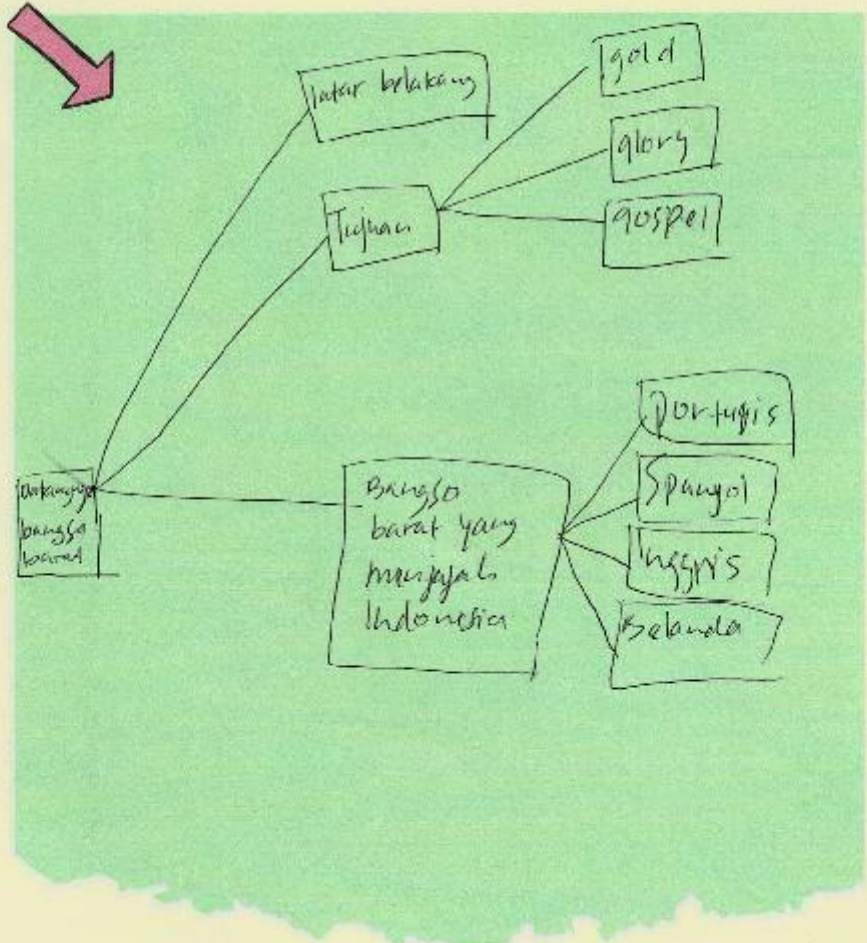 Datangnya
bangsa
barat
latar belakang
Tujuan
gold
glory
gospel
Bangsa
barat yang
menjajah
Indonesia
Portugis
Spanyol
Inggris
Belanda